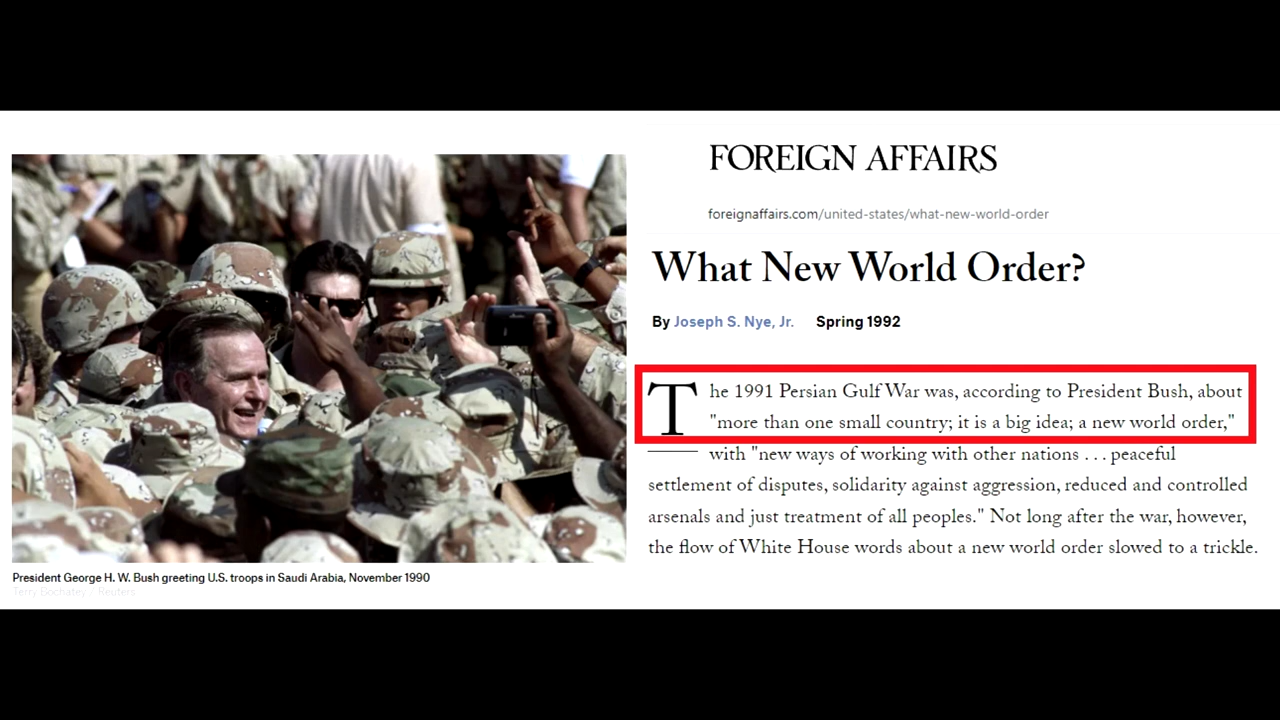 FOREIGN AFFAIRS
foreignaffairs.com/united-states/what-new-world-order
What New World Order?
By Joseph S. Nye, Jr. Spring 1992
The 1991 Persian Gulf War was, according to President Bush, about
"more than one small country; it is a big idea; a new world order,"
with "new ways of working with other nations . . . peaceful
settlement of disputes, solidarity against aggression, reduced and controlled
arsenals and just treatment of all peoples." Not long after the war, however,
the flow of White House words about a new world order slowed to a trickle.
President George H. W. Bush greeting U.S. troops in Saudi Arabia, November 1990
/ Reuters